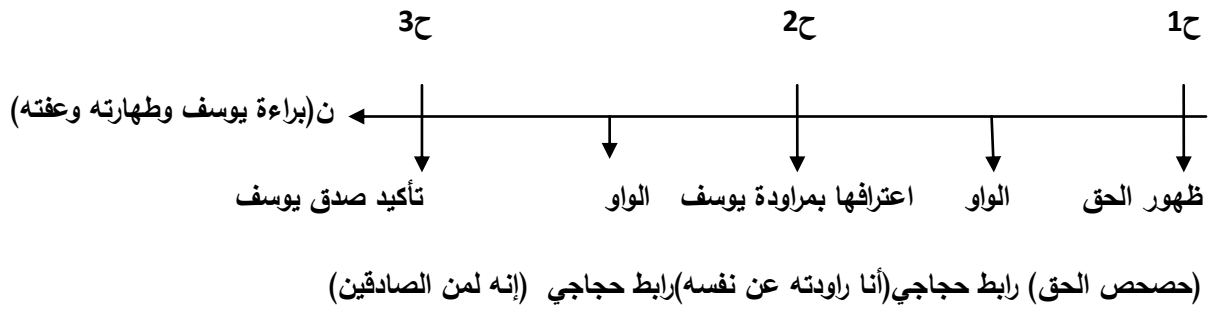 ح1 ح2 ح3
ن(براءة يوسف وطهارته وعفته)
ظهور الحق الواو اعترافها بمراودة يوسف الواو تأكيد صدق يوسف
(حصحص الحق) رابط حجاجي(أنا راودته عن نفسه)رابط حجاجي (إنه لمن الصادقين)